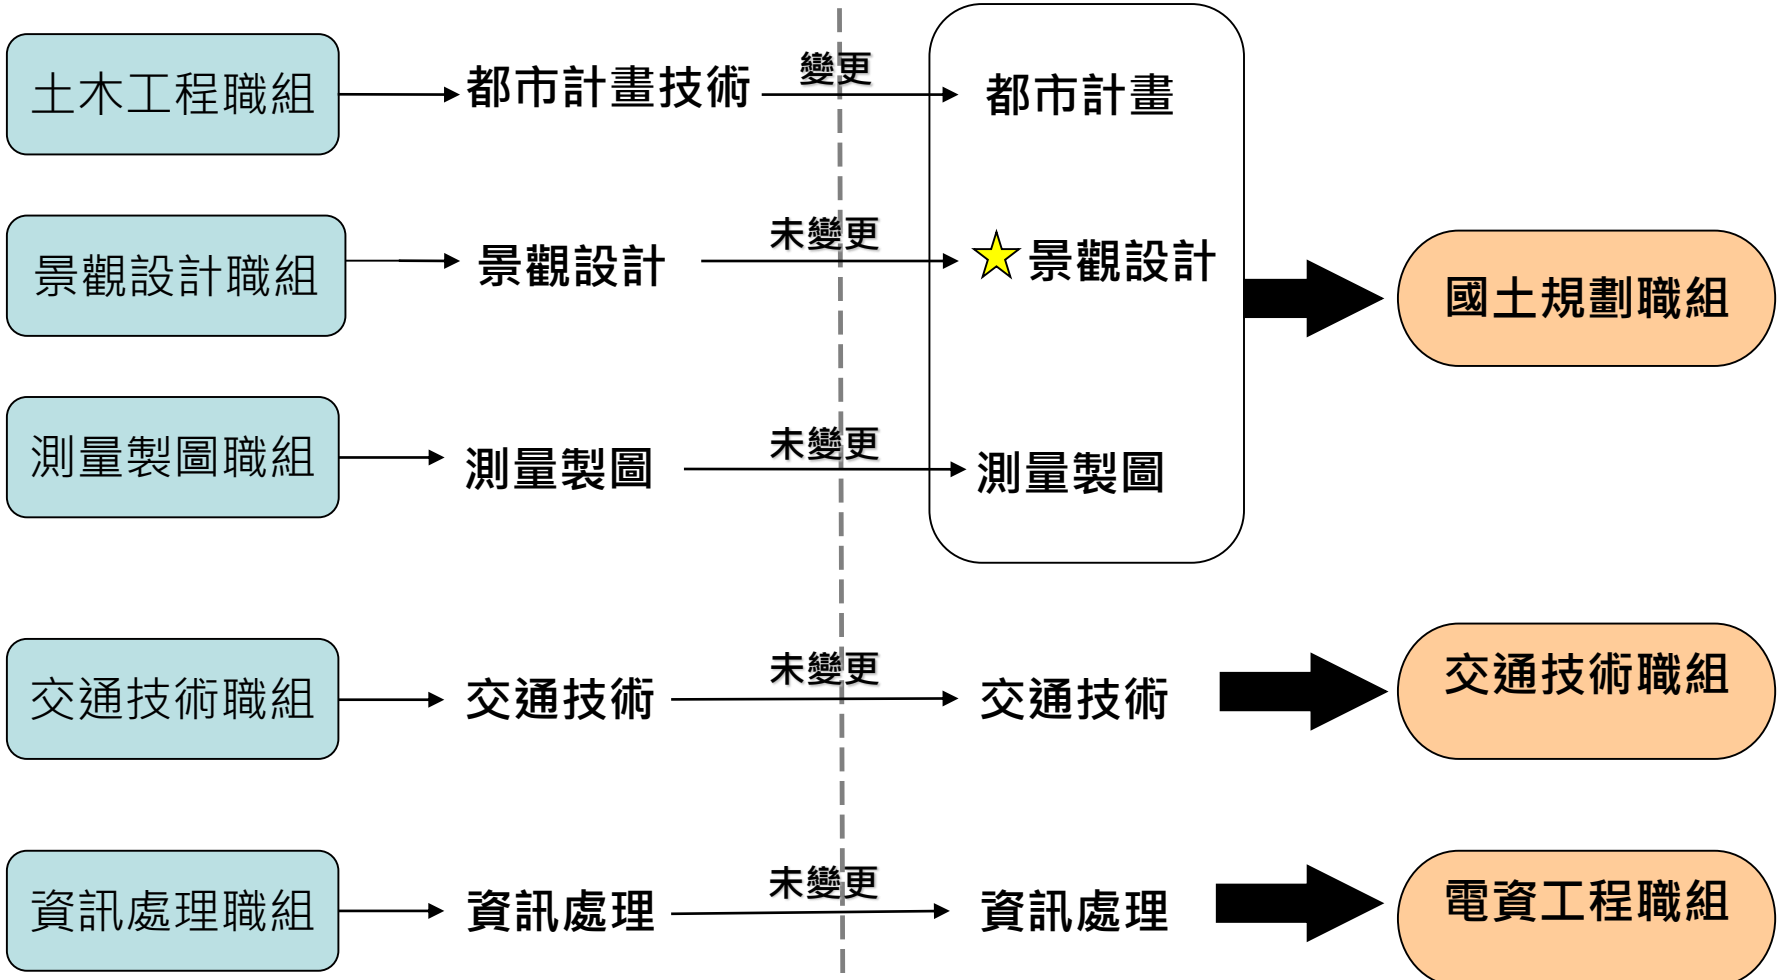 土木工程職組
都市計畫技術
變更
都市計畫
景觀設計職組
景觀設計
未變更
景觀設計
國土規劃職組
測量製圖職組
測量製圖
未變更
測量製圖
交通技術職組
交通技術
未變更
交通技術
交通技術職組
資訊處理職組
資訊處理
未變更
資訊處理
電資工程職組